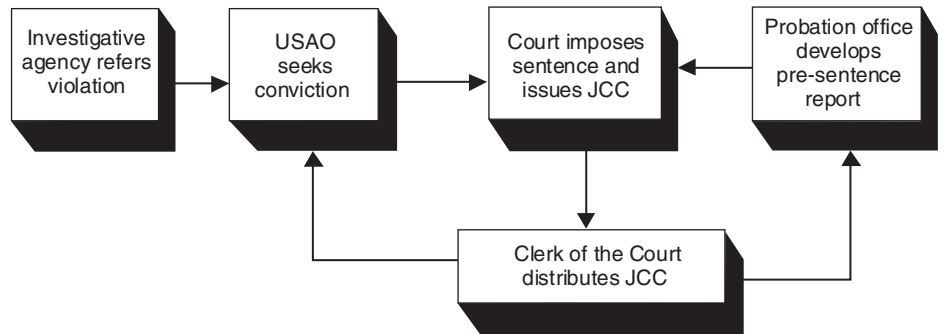 Investigative
agency refers
violation
USAO
seeks
conviction
Court imposes
sentence and
issues JCC
Probation office
develops
pre-sentence
report
Clerk of the Court
distributes JCC